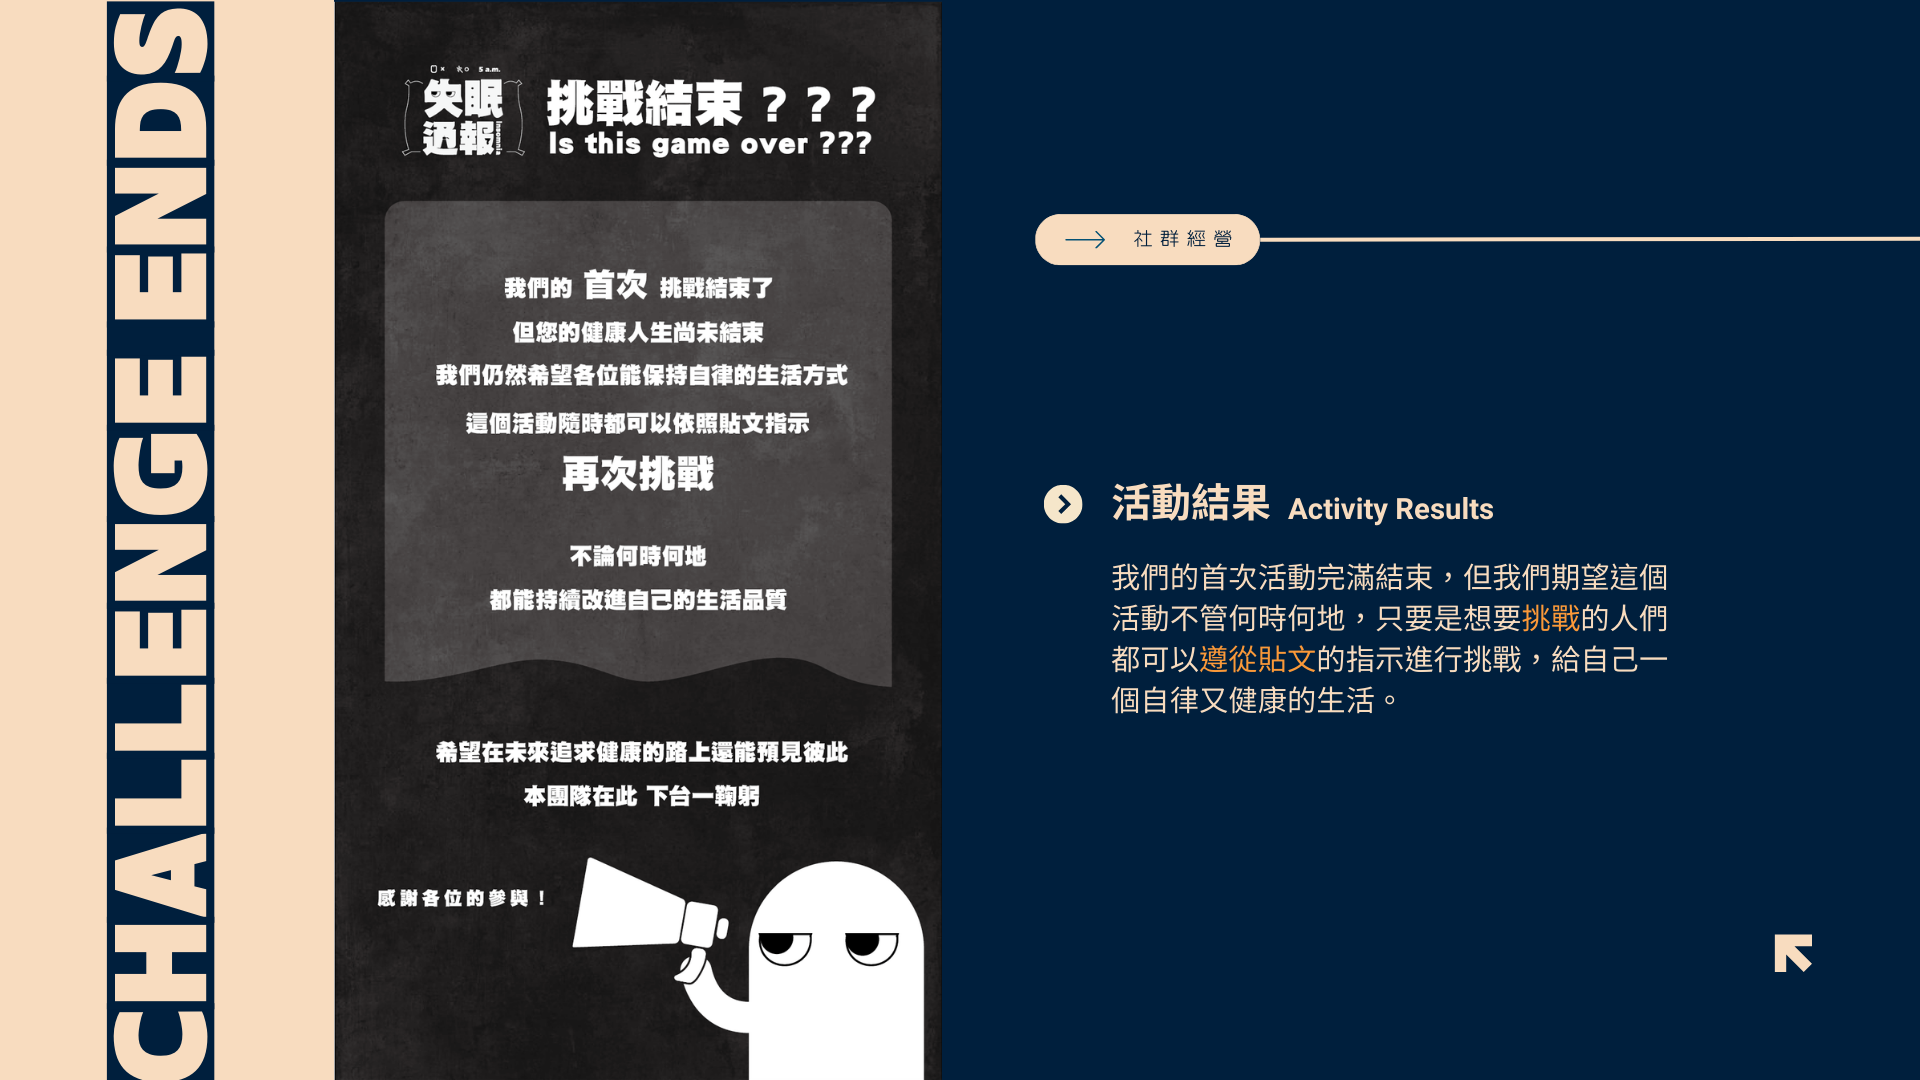 CHALLENGE ENDS
5 a.m.
失眠
通報
Insomnia
挑戰結束？？？
Is this game over ???
我們的 首次 挑戰結束了
但您的健康人生尚未結束
我們仍然希望各位能保持自律的生活方式
這個活動隨時都可以依照貼文指示
再次挑戰
不論何時何地
都能持續改進自己的生活品質
希望在未來追求健康的路上還能預見彼此
本團隊在此 下台一鞠躬
感謝各位的參與！
社群經營
活動結果 Activity Results
我們的首次活動完滿結束，但我們期望這個
活動不管何時何地，只要是想要挑戰的人們
都可以遵從貼文的指示進行挑戰，給自己一
個自律又健康的生活。